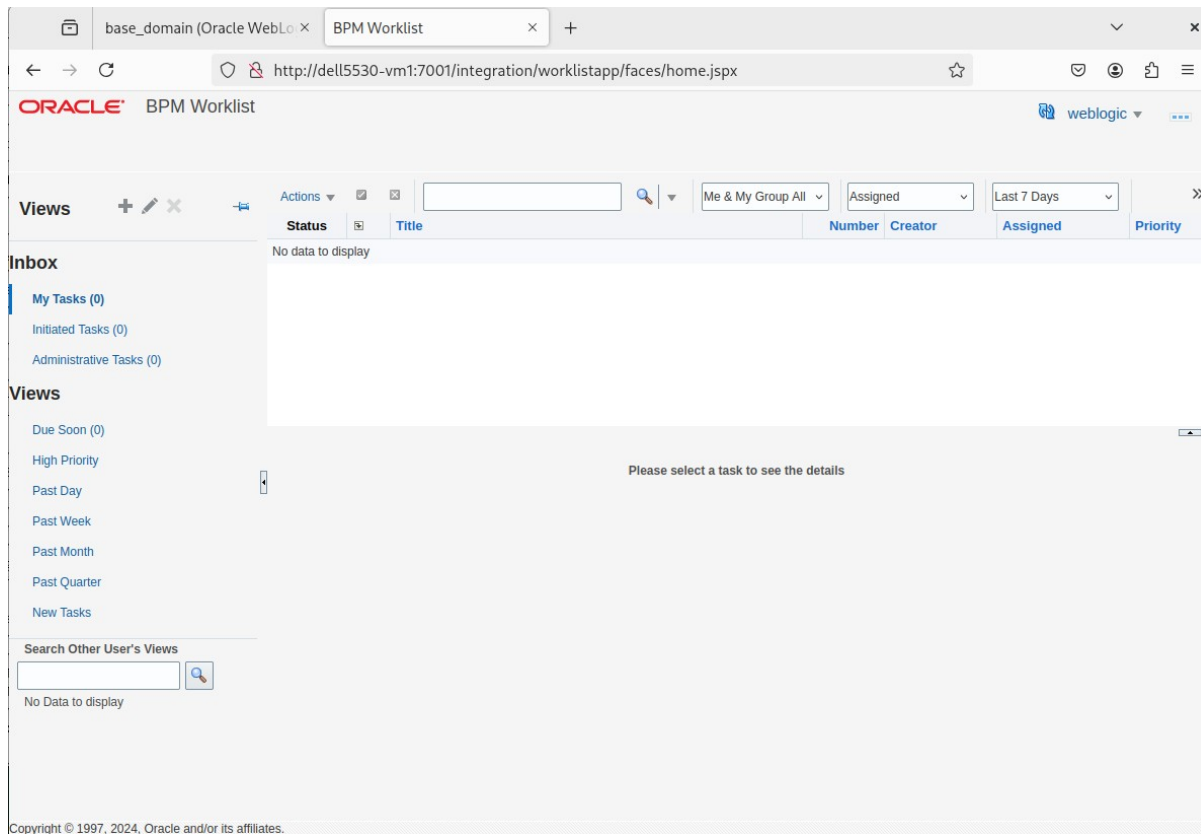 base_domain (Oracle WebLo
BPM Worklist
http://dell5530-vm1:7001/integration/worklistapp/faces/home.jspx
ORACLE BPM Worklist
weblogic
Views
Actions
Me & My Group All
Assigned
Last 7 Days
Status Title Number Creator Assigned Priority
No data to display
Inbox
My Tasks (0)
Initiated Tasks (0)
Administrative Tasks (0)
Views
Due Soon (0)
High Priority
Past Day
Past Week
Past Month
Past Quarter
New Tasks
Please select a task to see the details
Search Other User's Views
No Data to display
Copyright © 1997, 2024, Oracle and/or its affiliates.